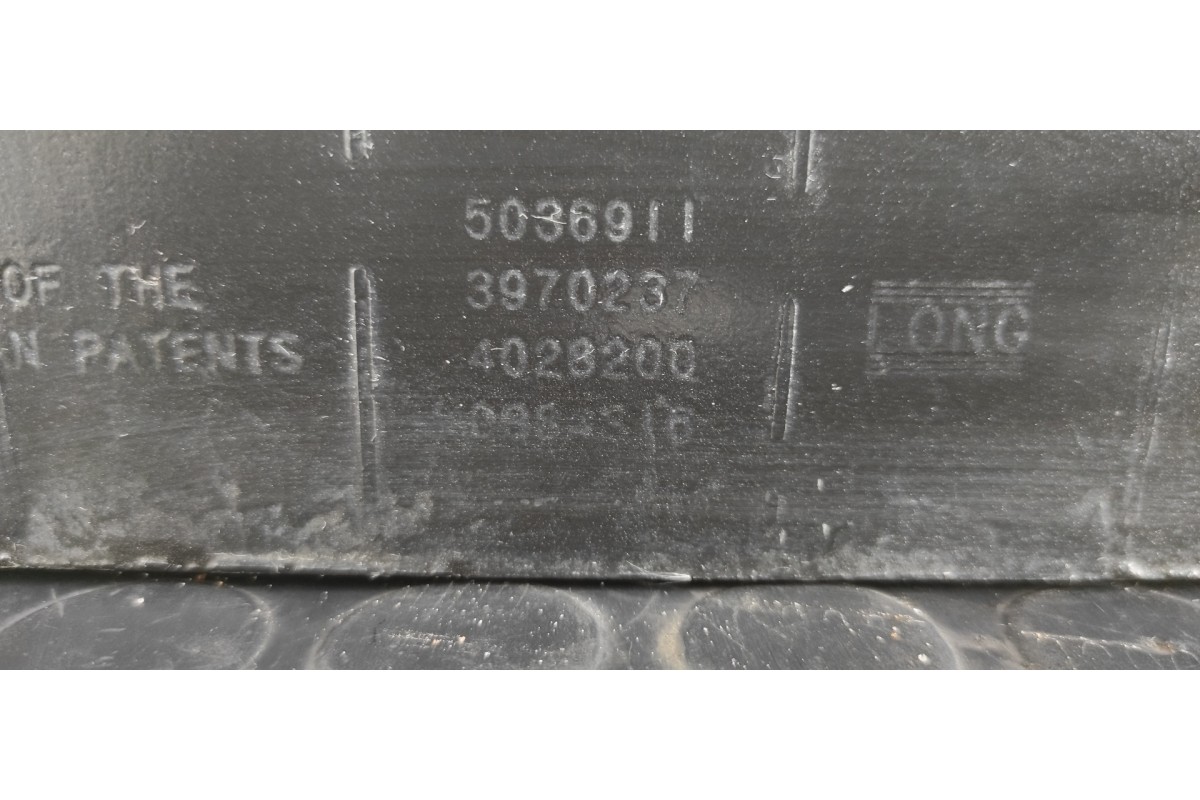 OF THE
N PATENTS
5036911
3970237
4028200
LONG